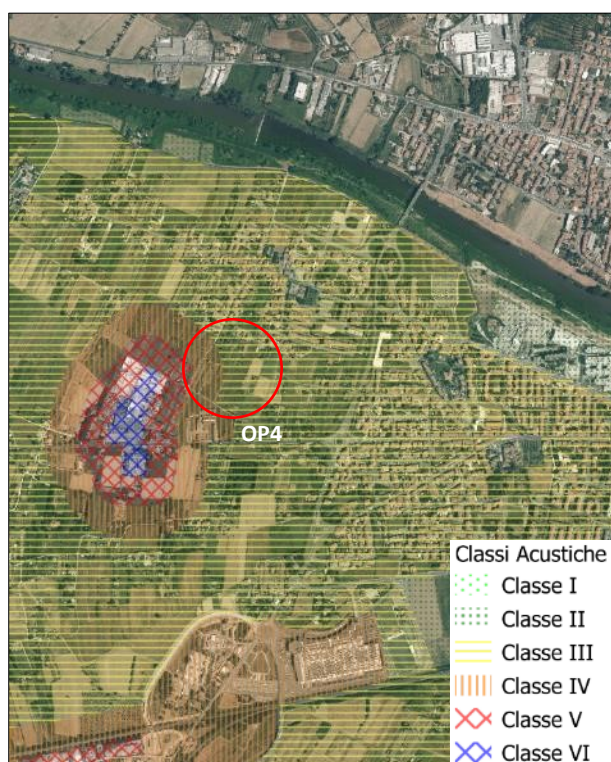 OP4
Classi Acustiche
Classe I
Classe II
Classe III
Classe IV
Classe V
Classe VI